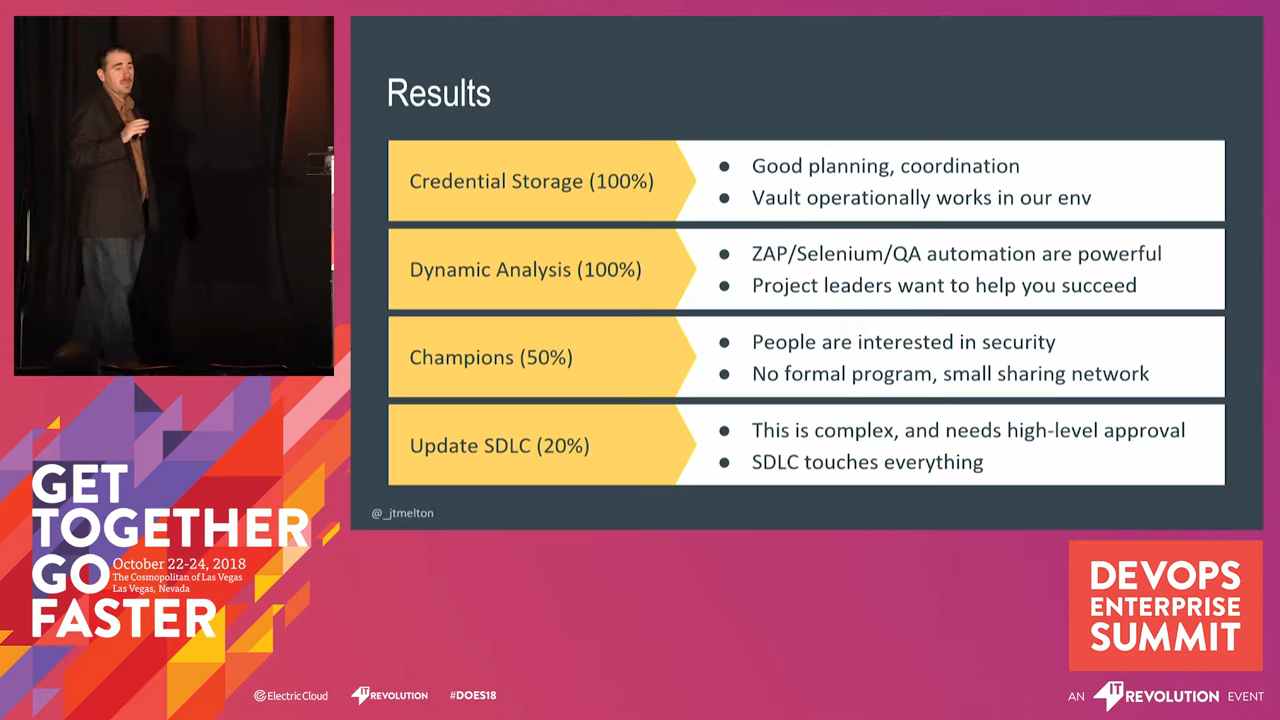 Results
Credential Storage (100%)
● Good planning, coordination
● Vault operationally works in our env
Dynamic Analysis (100%)
● ZAP/Selenium/QA automation are powerful
● Project leaders want to help you succeed
Champions (50%)
● People are interested in security
● No formal program, small sharing network
Update SDLC (20%)
● This is complex, and needs high-level approval
● SDLC touches everything
@_jtmelton
GET
TOGETHER
GO
October 22-24, 2018
The Cosmopolitan of Las Vegas
Las Vegas, Nevada
FASTER
DEVOPS
ENTERPRISE
SUMMIT
Electric Cloud
IT REVOLUTION
#DOES18
AN IT REVOLUTION EVENT